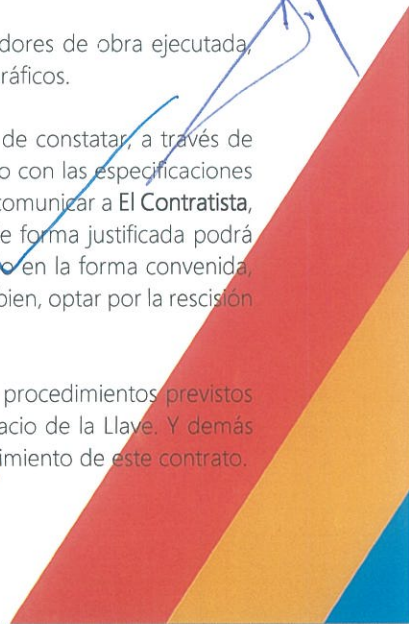 dores de obra ejecutada,
ráficos.
de constatar, a través de
o con las especificaciones
comunicar a El Contratista,
e forma justificada podrá
o en la forma convenida,
bien, optar por la rescisión
procedimientos previstos
acio de la Llave. Y demás
imiento de este contrato.